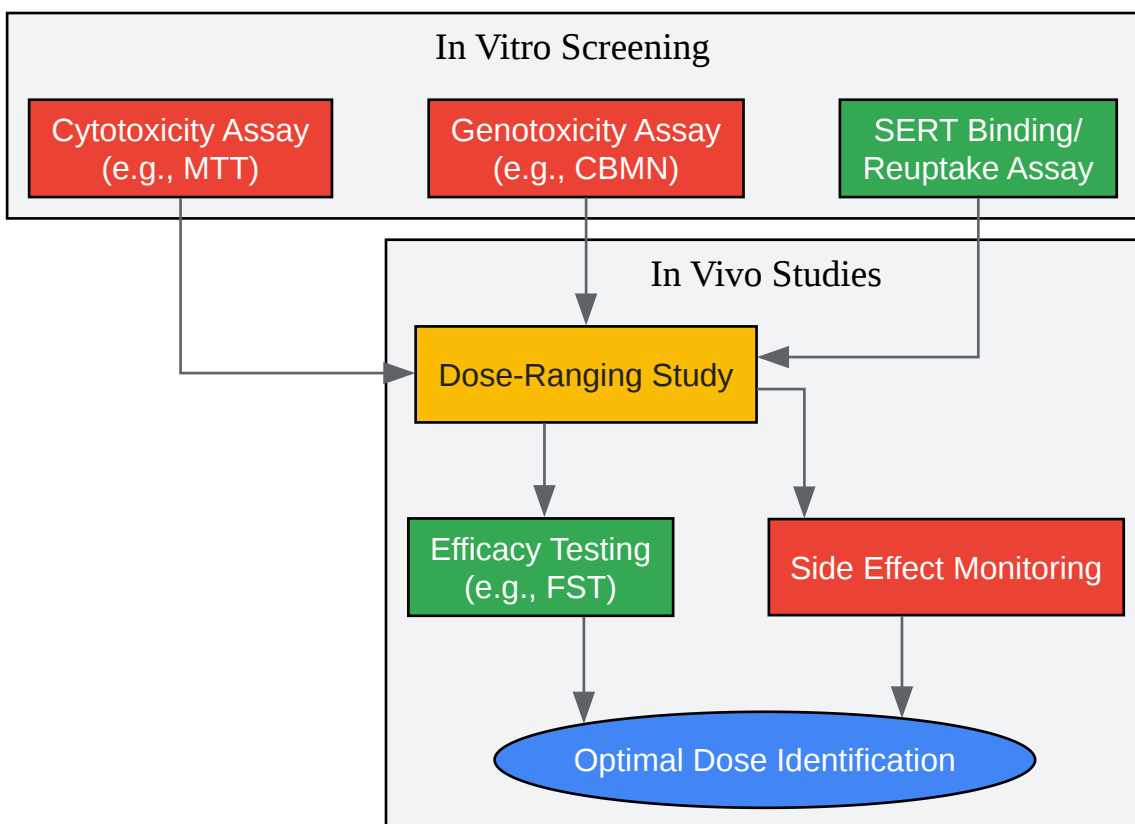 In Vitro Screening
Cytotoxicity Assay
(e.g., MTT)
Genotoxicity Assay
(e.g., CBMN)
SERT Binding/
Reuptake Assay
In Vivo Studies
Dose-Ranging Study
Efficacy Testing
(e.g., FST)
Side Effect Monitoring
Optimal Dose Identification